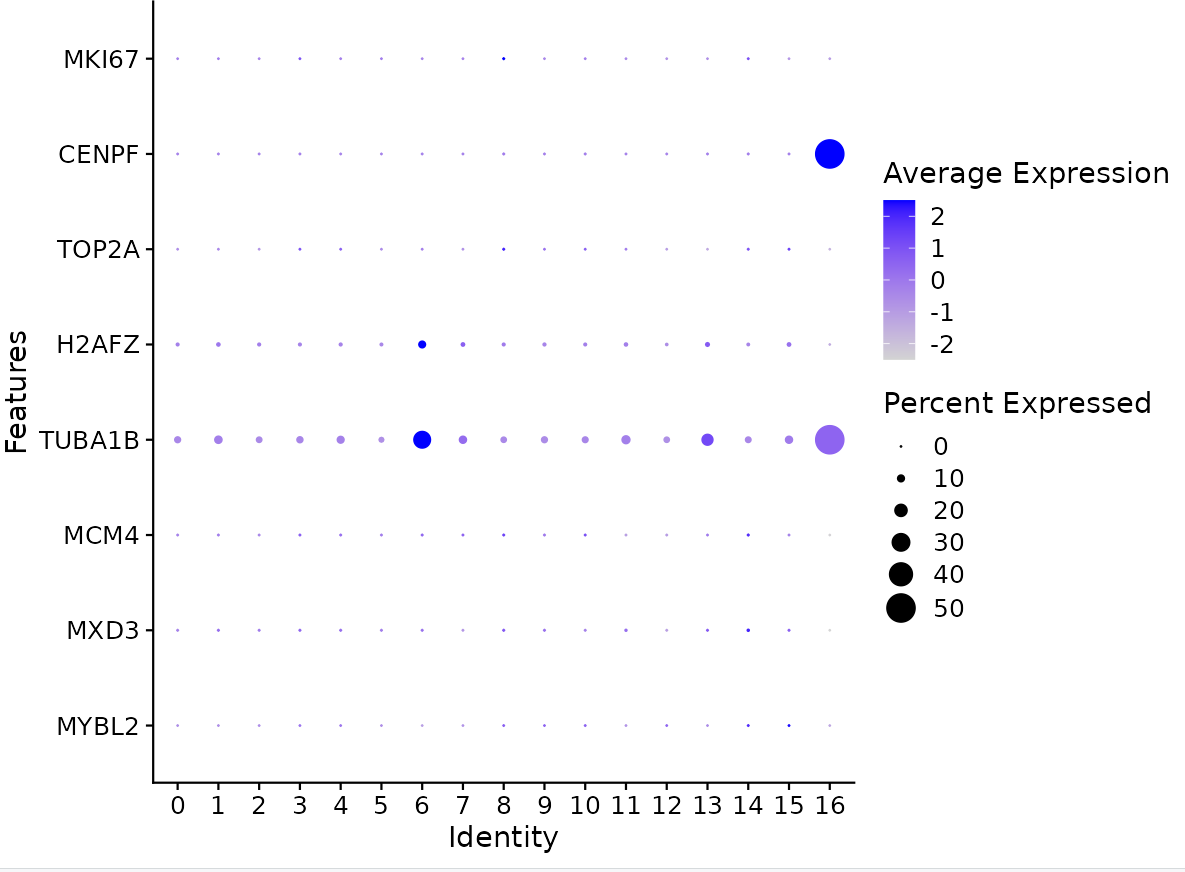 MKI67
CENPF
TOP2A
H2AFZ
TUBA1B
MCM4
MXD3
MYBL2
Features
0 1 2 3 4 5 6 7 8 9 10 11 12 13 14 15 16
Identity
Average Expression
2
1
0
-1
-2
Percent Expressed
0
10
20
30
40
50